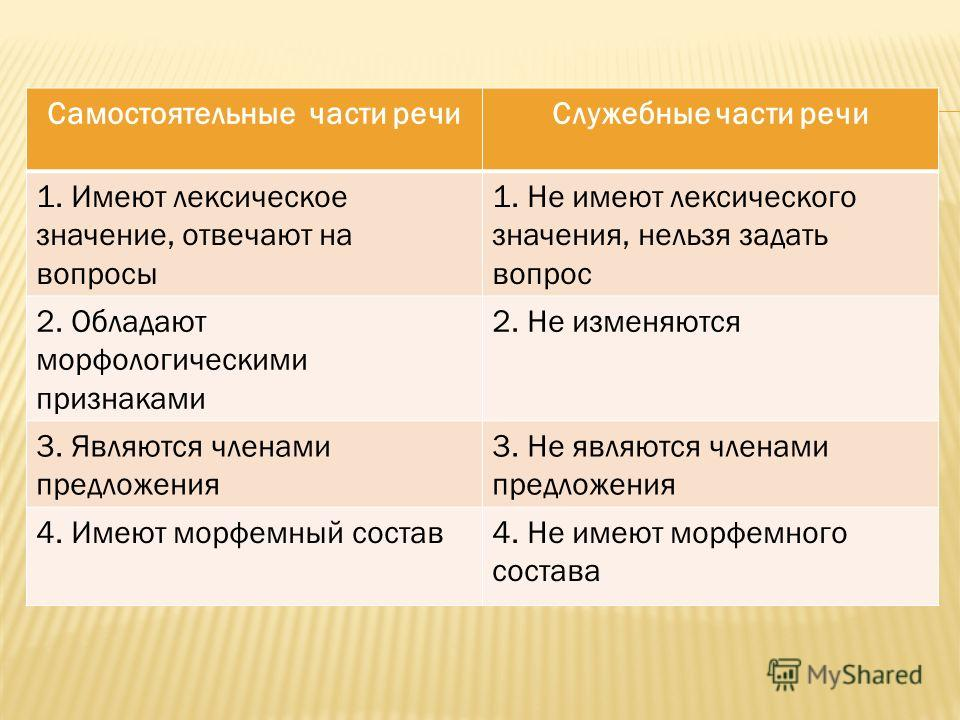 Самостоятельные части речи
Служебные части речи
1. Имеют лексическое
значение, отвечают на
вопросы
1. Не имеют лексического
значения, нельзя задать
вопрос
2. Обладают
морфологическими
признаками
2. Не изменяются
3. Являются членами
предложения
3. Не являются членами
предложения
4. Имеют морфемный состав
4. Не имеют морфемного
состава
MyShared